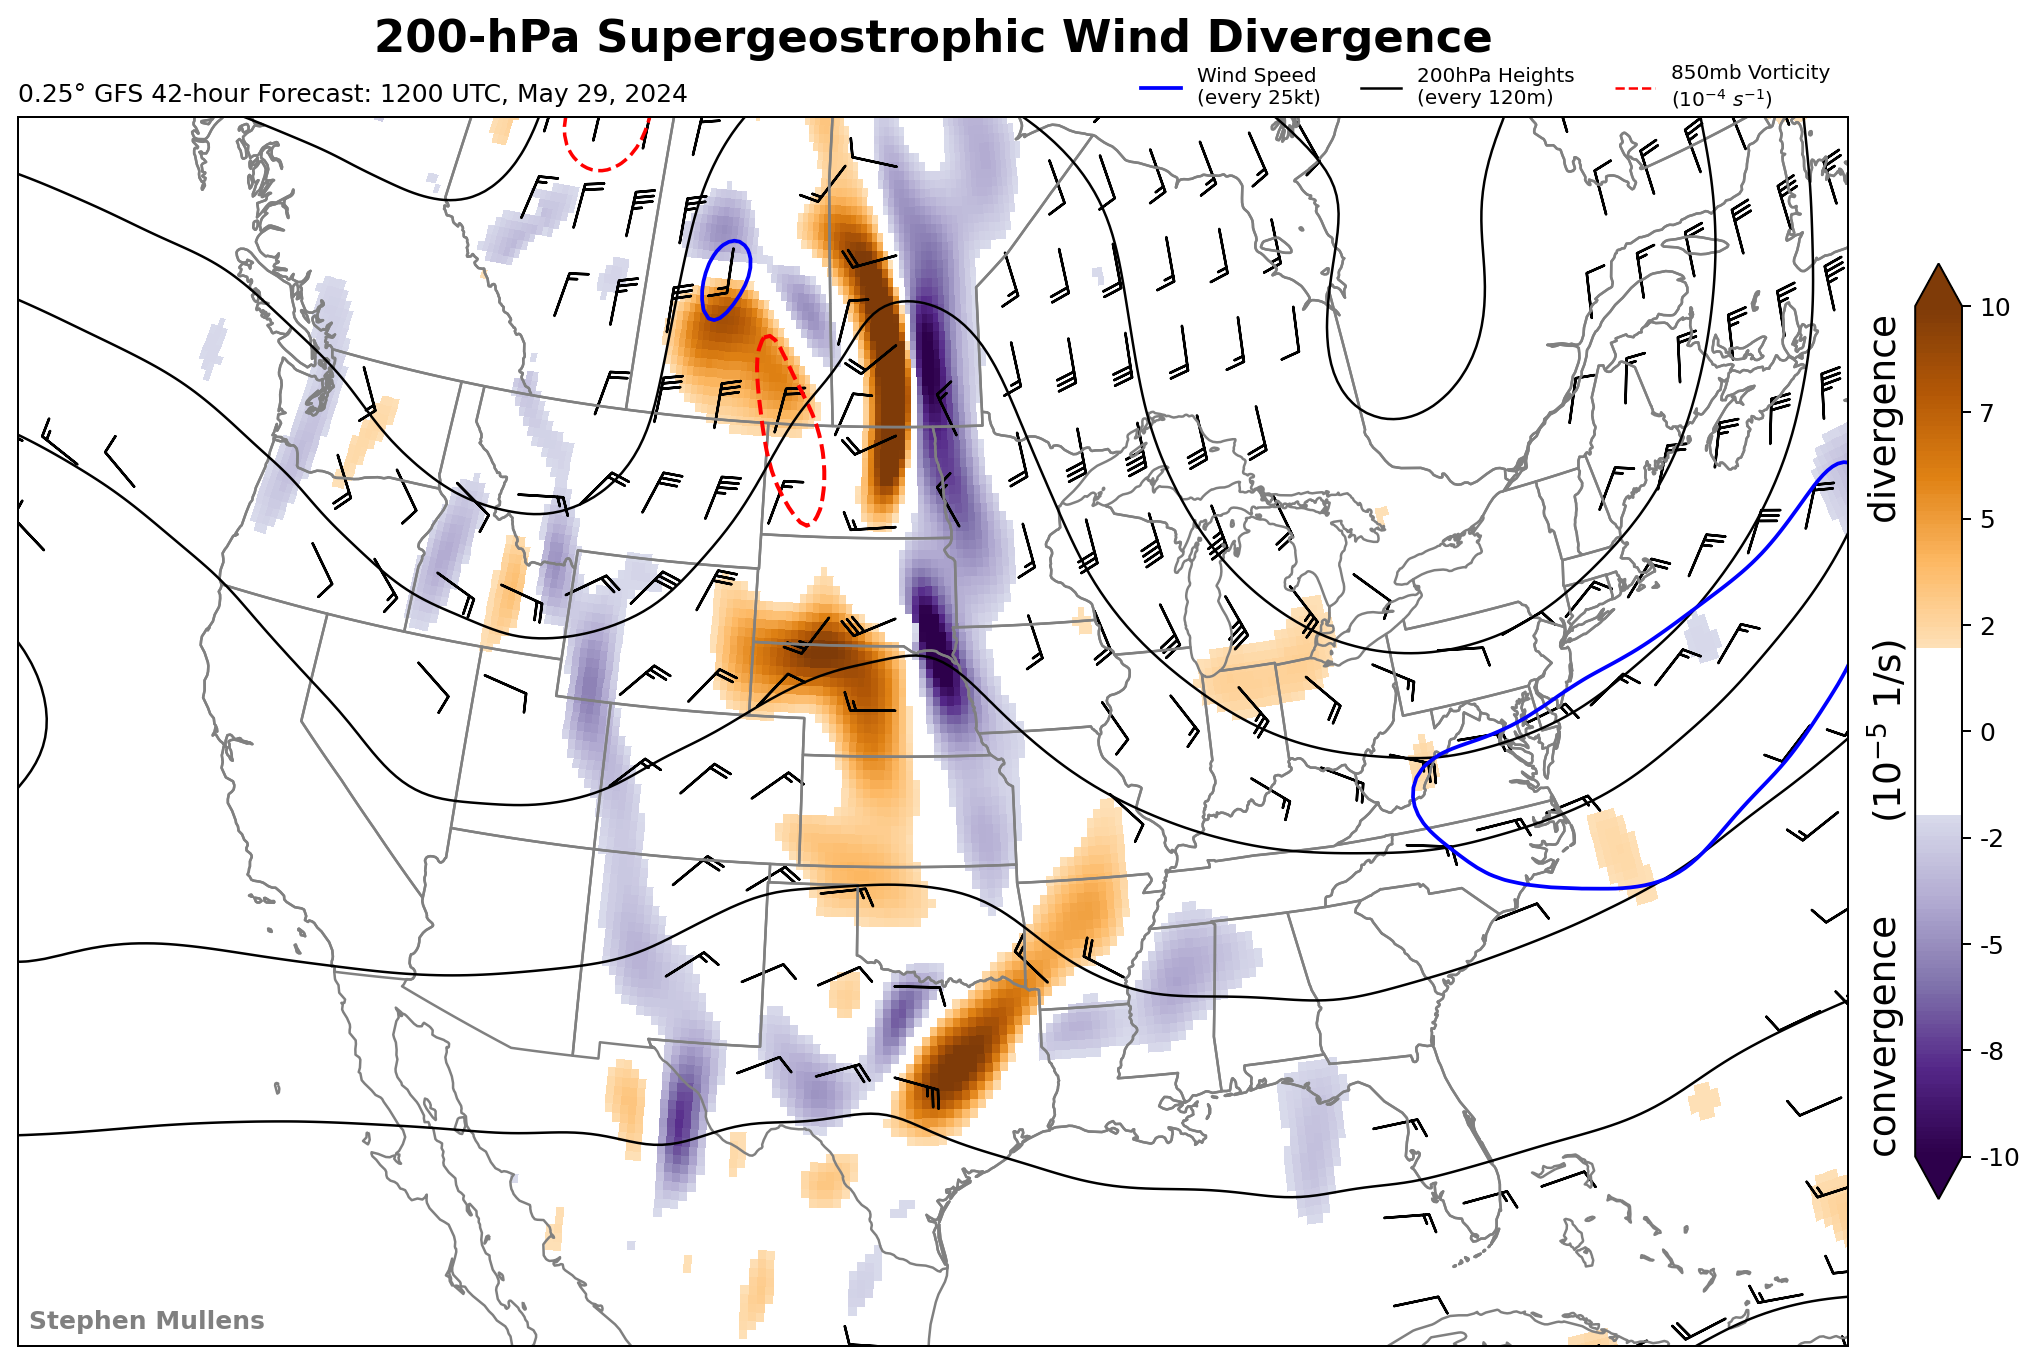 200-hPa Supergeostrophic Wind Divergence
0.25° GFS 42-hour Forecast: 1200 UTC, May 29, 2024
Wind Speed
(every 25kt)
200hPa Heights
(every 120m)
850mb Vorticity
(10⁻⁴ s⁻¹)
convergence (10⁻⁵ 1/s) divergence
10
7
5
2
0
-2
-5
-8
-10
Stephen Mullens